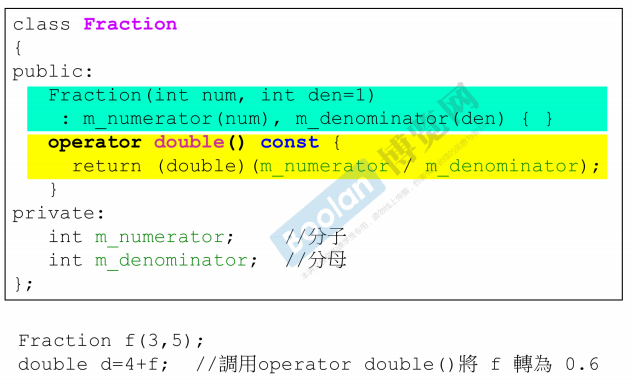 class Fraction
{
public:
Fraction(int num, int den=1)
: m_numerator(num), m_denominator(den) { }
operator double() const {
return (double)(m_numerator / m_denominator);
}
private:
int m_numerator; //分子
int m_denominator; //分母
};
Boolan 博览网
Fraction f(3,5);
double d=4+f; //調用operator double()將 f 轉為 0.6